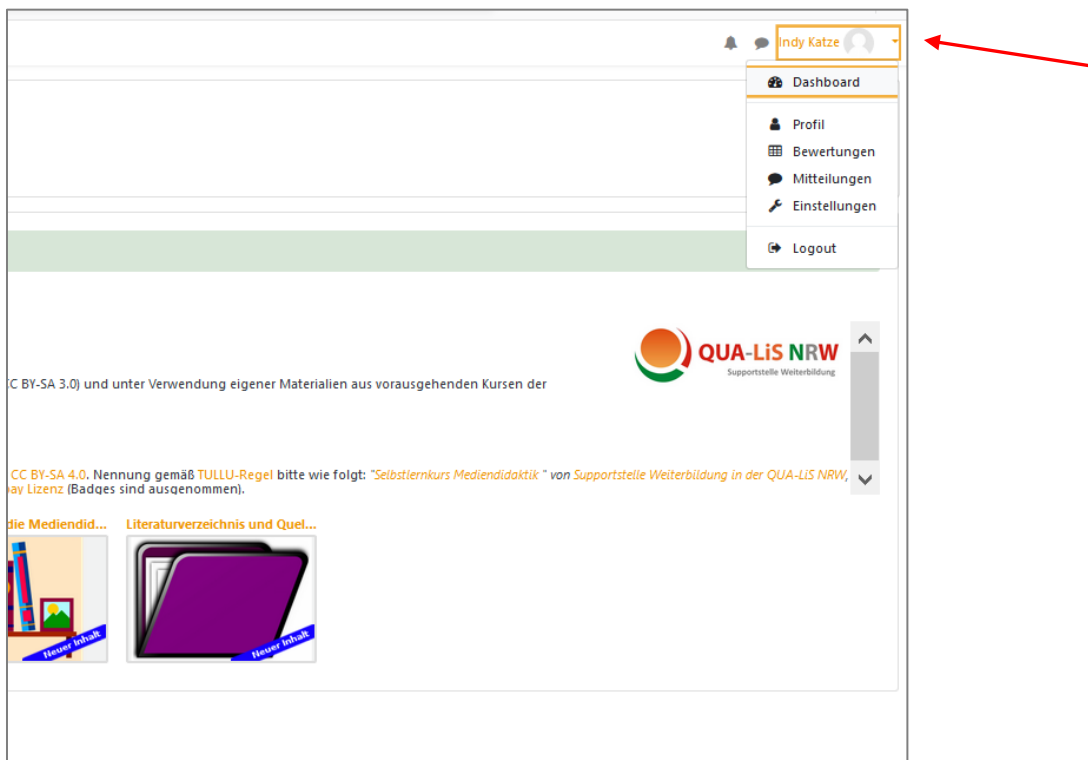 Indy Katze
Dashboard
Profil
Bewertungen
Mitteilungen
Einstellungen
Logout
QUA-LiS NRW
Supportstelle Weiterbildung
CC BY-SA 3.0) und unter Verwendung eigener Materialien aus vorausgehenden Kursen der
CC BY-SA 4.0. Nennung gemäß TULLU-Regel bitte wie folgt: "Selbstlernkurs Mediendidaktik " von Supportstelle Weiterbildung in der QUA-LiS NRW,
ay Lizenz (Badges sind ausgenommen).
die Mediendid... Literaturverzeichnis und Quel...
Neuer Inhalt
Neuer Inhalt